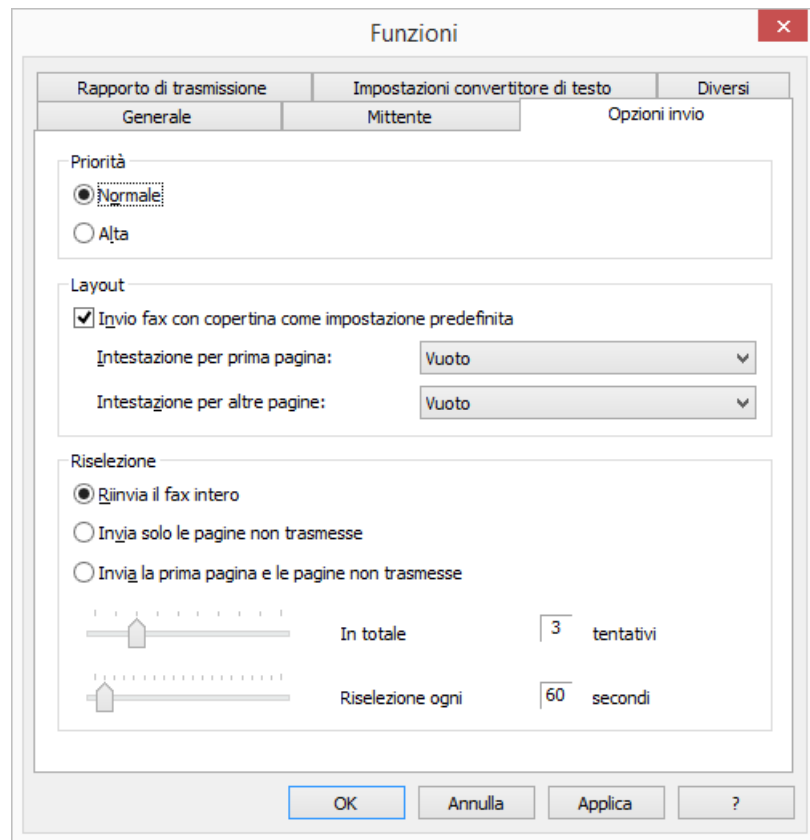 Funzioni
Rapporto di trasmissione Impostazioni convertitore di testo Diversi
Generale Mittente Opzioni invio
Priorità
Normale
Alta
Layout
Invio fax con copertina come impostazione predefinita
Intestazione per prima pagina: Vuoto
Intestazione per altre pagine: Vuoto
Riselezione
Riinvia il fax intero
Invia solo le pagine non trasmesse
Invia la prima pagina e le pagine non trasmesse
In totale 3 tentativi
Riselezione ogni 60 secondi
OK Annulla Applica ?